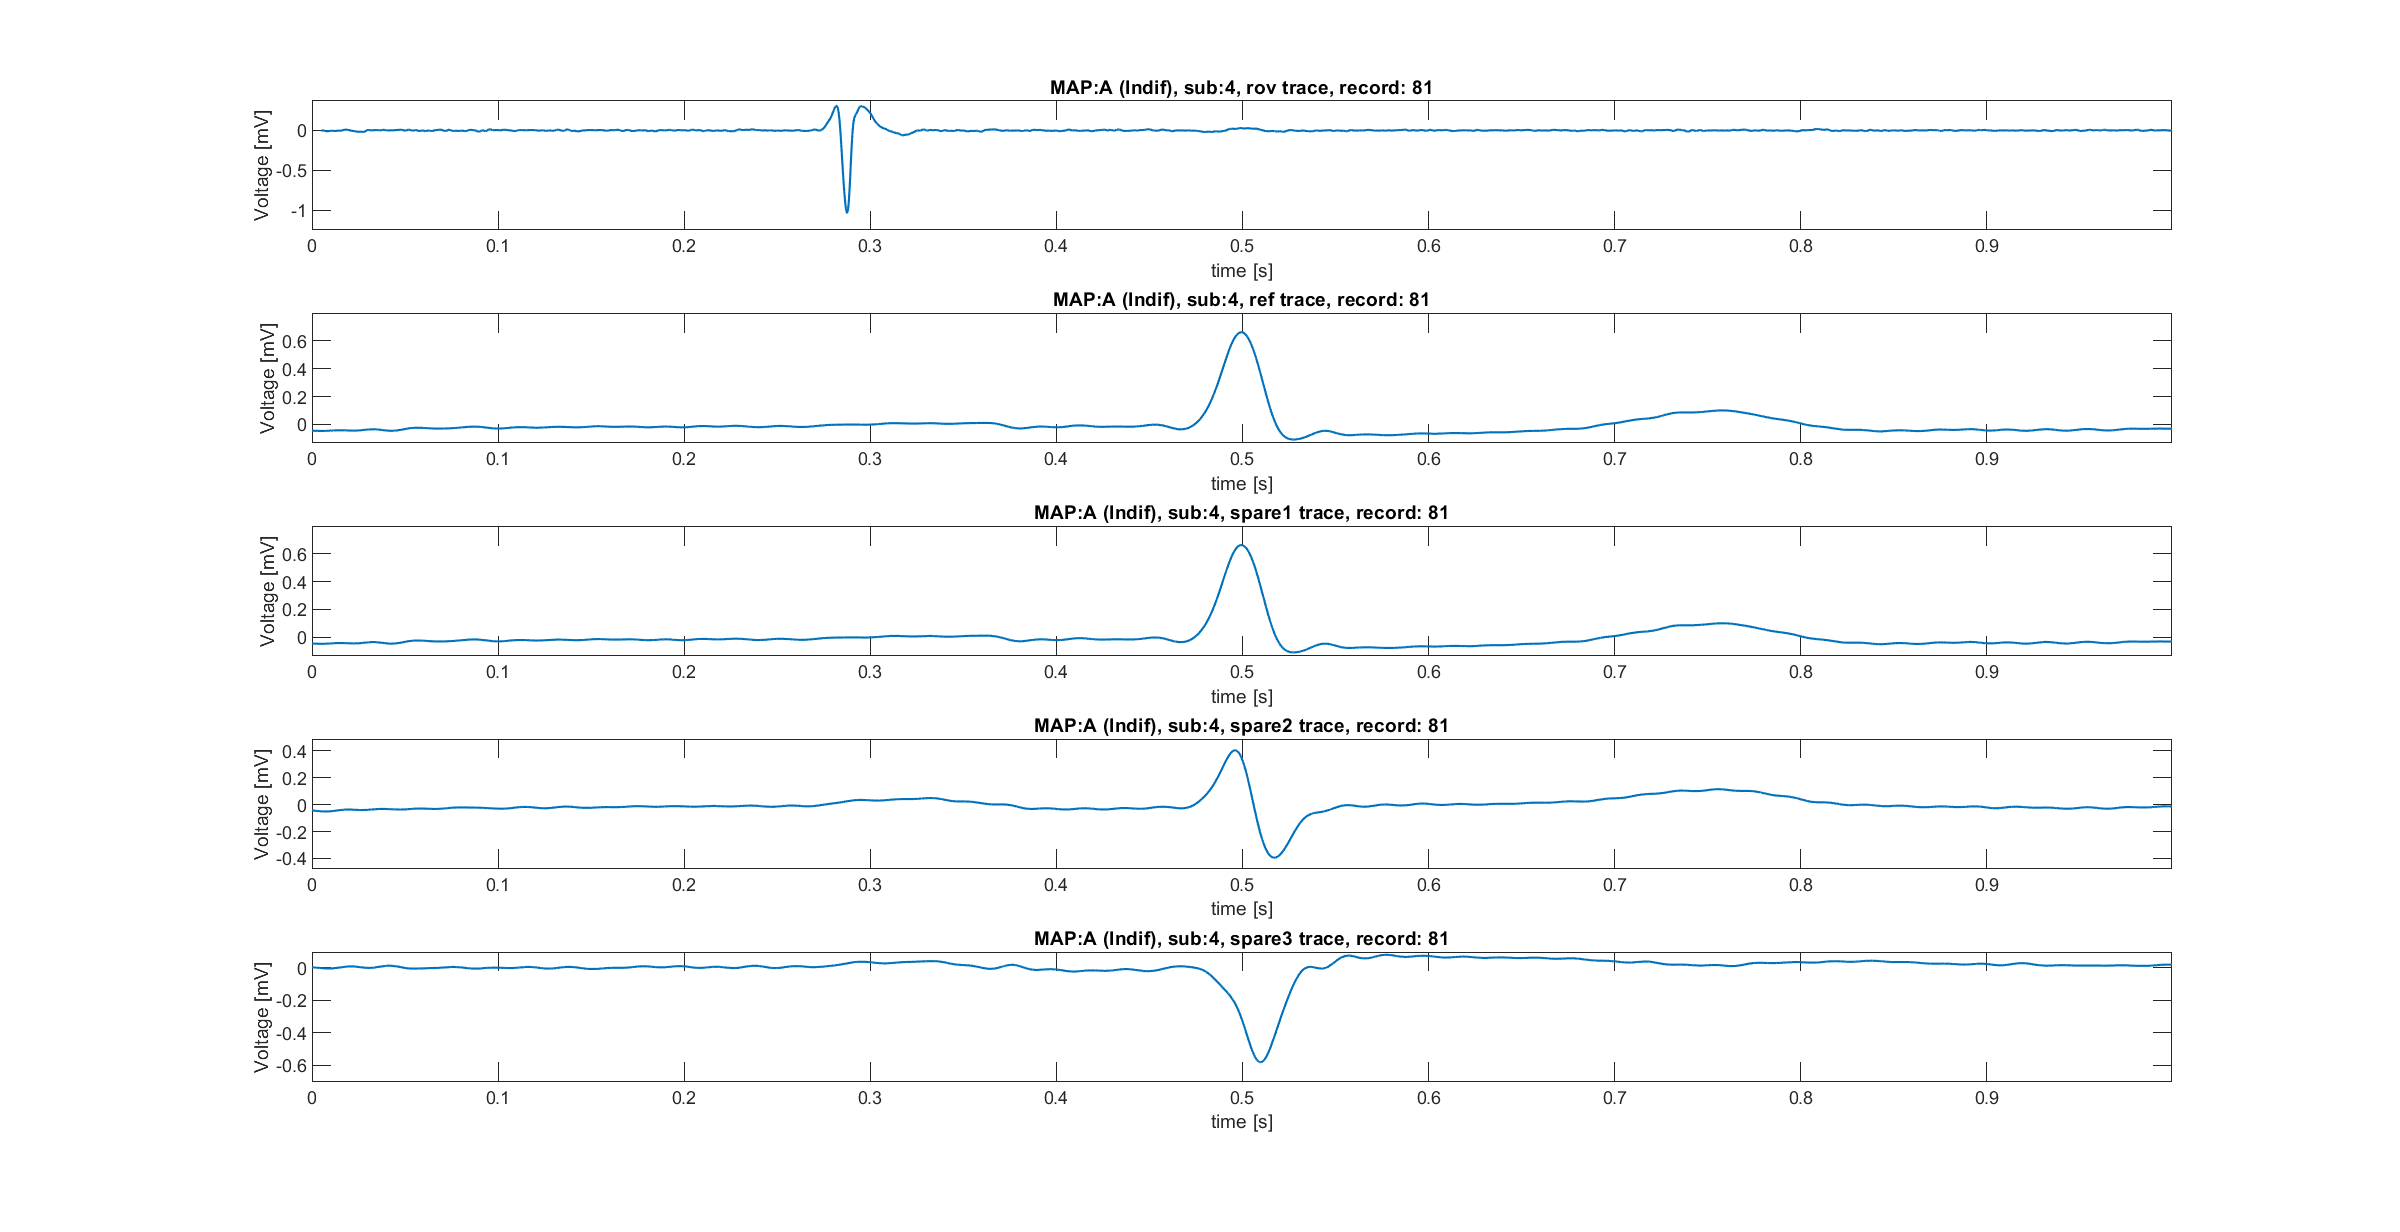 MAP:A (Indif), sub:4, rov trace, record: 81
Voltage [mV]
0
-0.5
-1
0 0.1 0.2 0.3 0.4 0.5 0.6 0.7 0.8 0.9
time [s]
MAP:A (Indif), sub:4, ref trace, record: 81
Voltage [mV]
0.6
0.4
0.2
0
0 0.1 0.2 0.3 0.4 0.5 0.6 0.7 0.8 0.9
time [s]
MAP:A (Indif), sub:4, spare1 trace, record: 81
Voltage [mV]
0.6
0.4
0.2
0
0 0.1 0.2 0.3 0.4 0.5 0.6 0.7 0.8 0.9
time [s]
MAP:A (Indif), sub:4, spare2 trace, record: 81
Voltage [mV]
0.4
0.2
0
-0.2
-0.4
0 0.1 0.2 0.3 0.4 0.5 0.6 0.7 0.8 0.9
time [s]
MAP:A (Indif), sub:4, spare3 trace, record: 81
Voltage [mV]
0
-0.2
-0.4
-0.6
0 0.1 0.2 0.3 0.4 0.5 0.6 0.7 0.8 0.9
time [s]